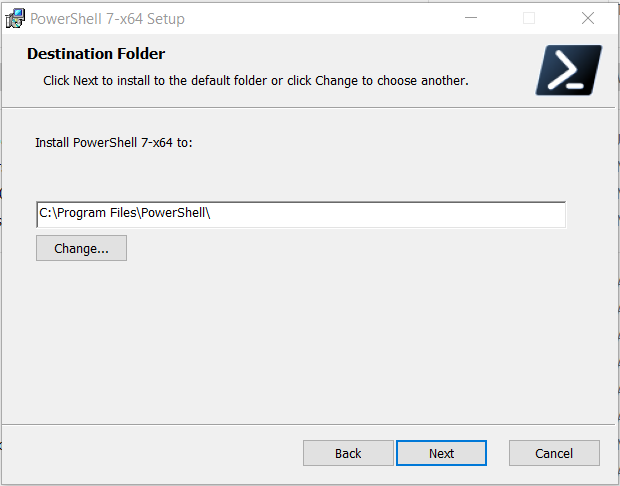 PowerShell 7-x64 Setup
Destination Folder
Click Next to install to the default folder or click Change to choose another.
Install PowerShell 7-x64 to:
C:\Program Files\PowerShell\
Change...
Back Next Cancel